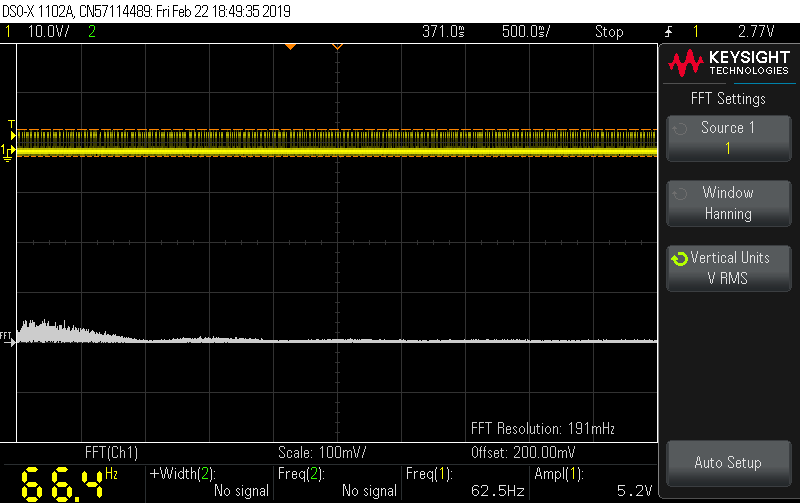 DSO-X 1102A, CN57114489: Fri Feb 22 18:49:35 2019
1 10.0V/ 2 371.0s 500.0s/ Stop 1 2.77V
KEYSIGHT
TECHNOLOGIES
FFT Settings
Source 1
1
Window
Hanning
Vertical Units
V RMS
T
1
FFT
FFT Resolution: 191mHz
FFT(Ch1) Scale: 100mV/ Offset: 200.00mV
Auto Setup
66.4Hz
+Width(2): Freq(2): Freq(1): Ampl(1):
No signal No signal 62.5Hz 5.2V